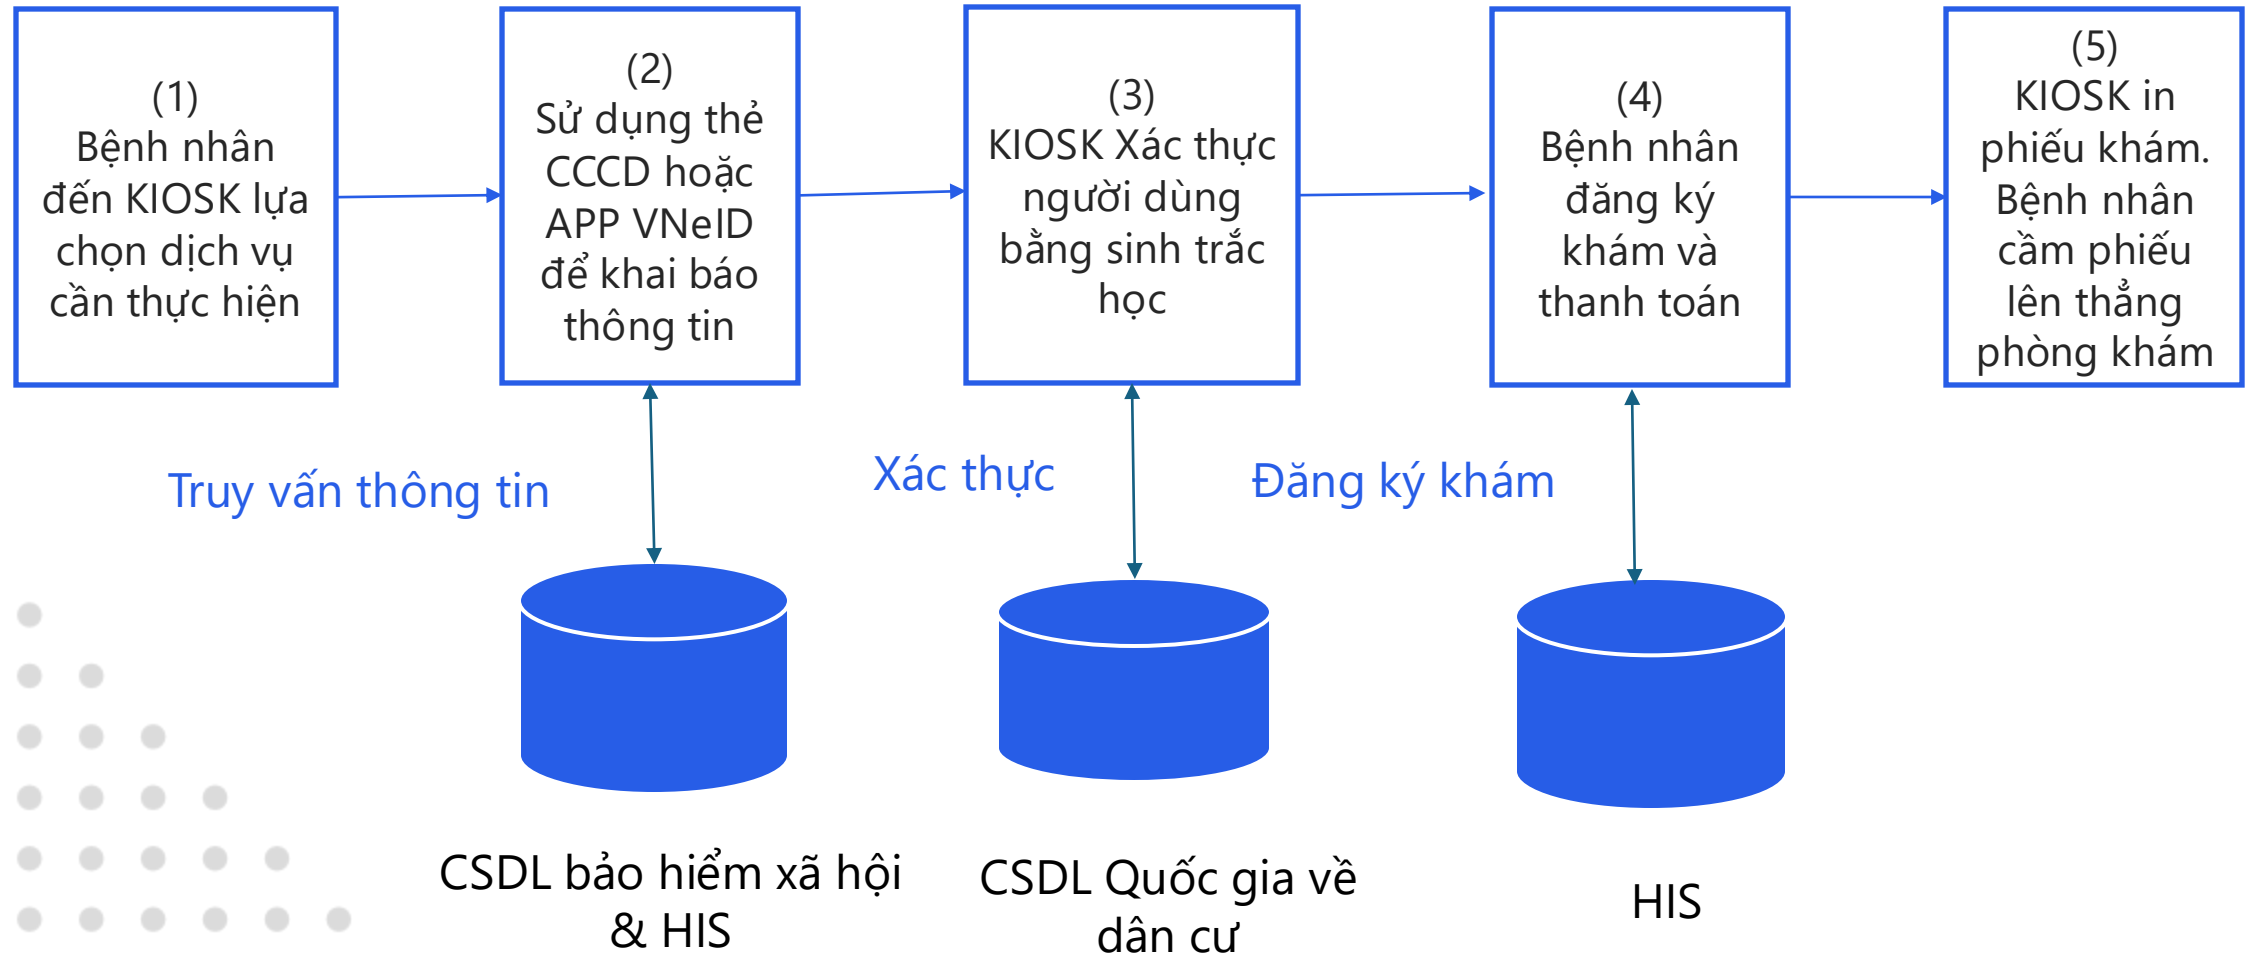 (1)
Bệnh nhân
đến KIOSK lựa
chọn dịch vụ
cần thực hiện
(2)
Sử dụng thẻ
CCCD hoặc
APP VNeID
để khai báo
thông tin
(3)
KIOSK Xác thực
người dùng
bằng sinh trắc
học
(4)
Bệnh nhân
đăng ký
khám và
thanh toán
(5)
KIOSK in
phiếu khám.
Bệnh nhân
cầm phiếu
lên thẳng
phòng khám
Truy vấn thông tin
Xác thực
Đăng ký khám
CSDL bảo hiểm xã hội
& HIS
CSDL Quốc gia về
dân cư
HIS